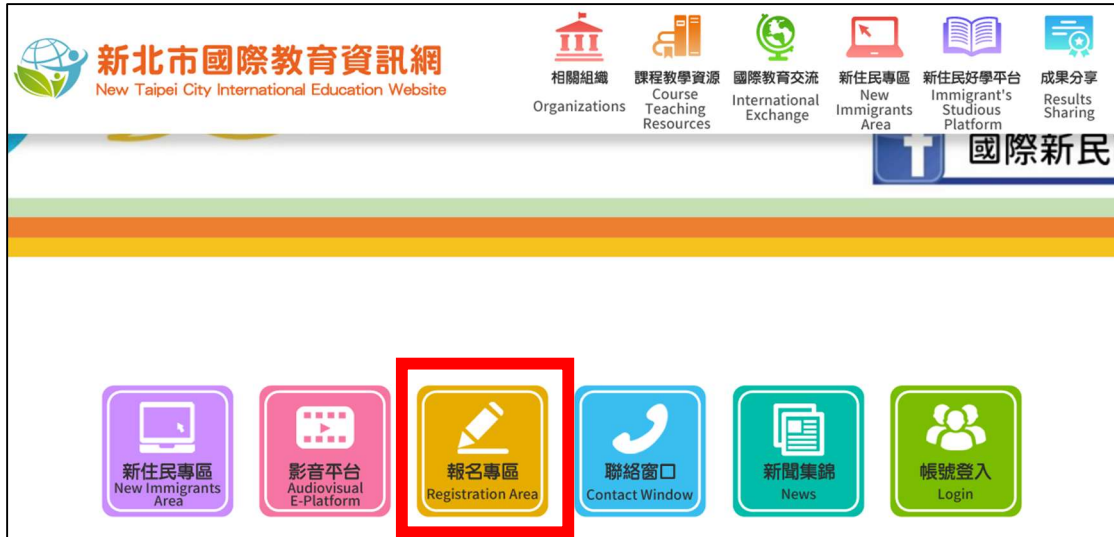 新北市國際教育資訊網
New Taipei City International Education Website
相關組織
Organizations
課程教學資源
Course
Teaching
Resources
國際教育交流
International
Exchange
新住民專區
New
Immigrants
Area
新住民好學平台
Immigrant's
Studious
Platform
成果分享
Results
Sharing
f 國際新民
新住民專區
New Immigrants
Area
影音平台
Audiovisual
E-Platform
報名專區
Registration Area
聯絡窗口
Contact Window
新聞集錦
News
帳號登入
Login